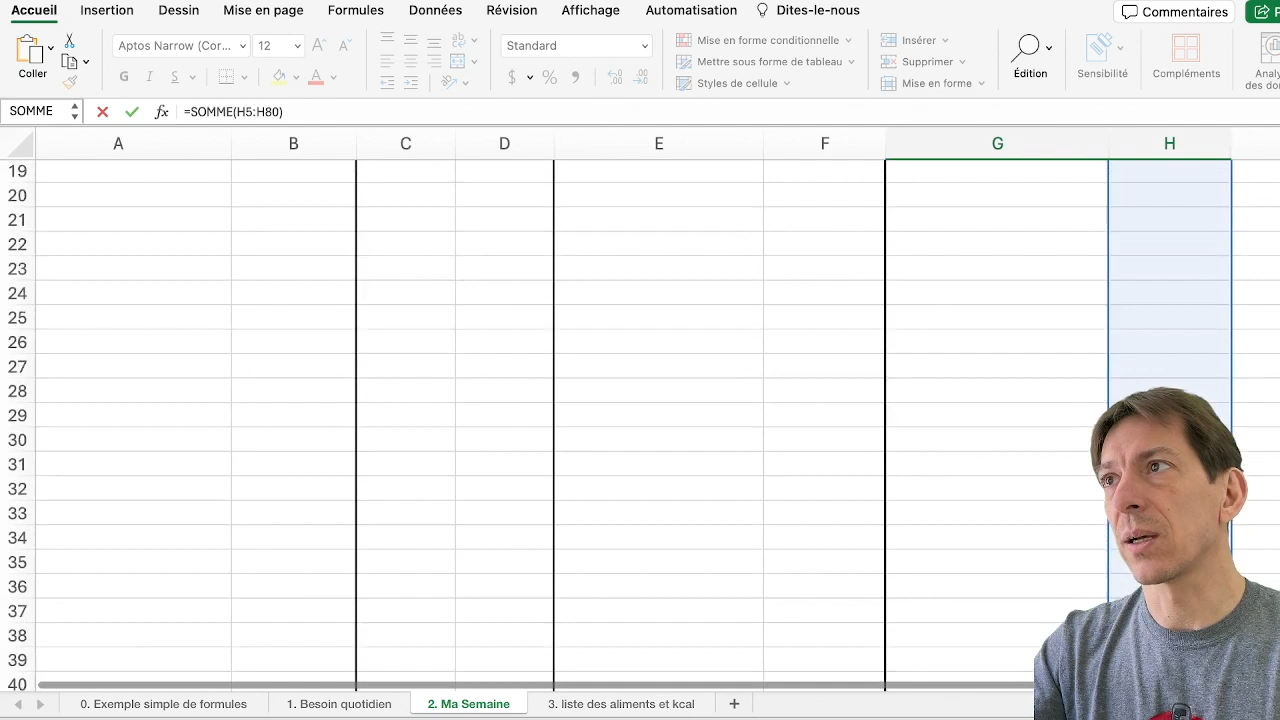 Accueil Insertion Dessin Mise en page Formules Données Révision Affichage Automatisation Dites-le-nous Commentaires
Coller
Aptos Narrow (Cor... 12
G I S
Standard
$ %
Mise en forme conditionnelle
Mettre sous forme de tableau
Styles de cellule
Insérer
Supprimer
Mise en forme
Édition
Sensibilité
Compléments
Analy
des don
SOMME fx =SOMME(H5:H80)
A B C D E F G H
19
20
21
22
23
24
25
26
27
28
29
30
31
32
33
34
35
36
37
38
39
40
0. Exemple simple de formules 1. Besoin quotidien 2. Ma Semaine 3. liste des aliments et kcal +